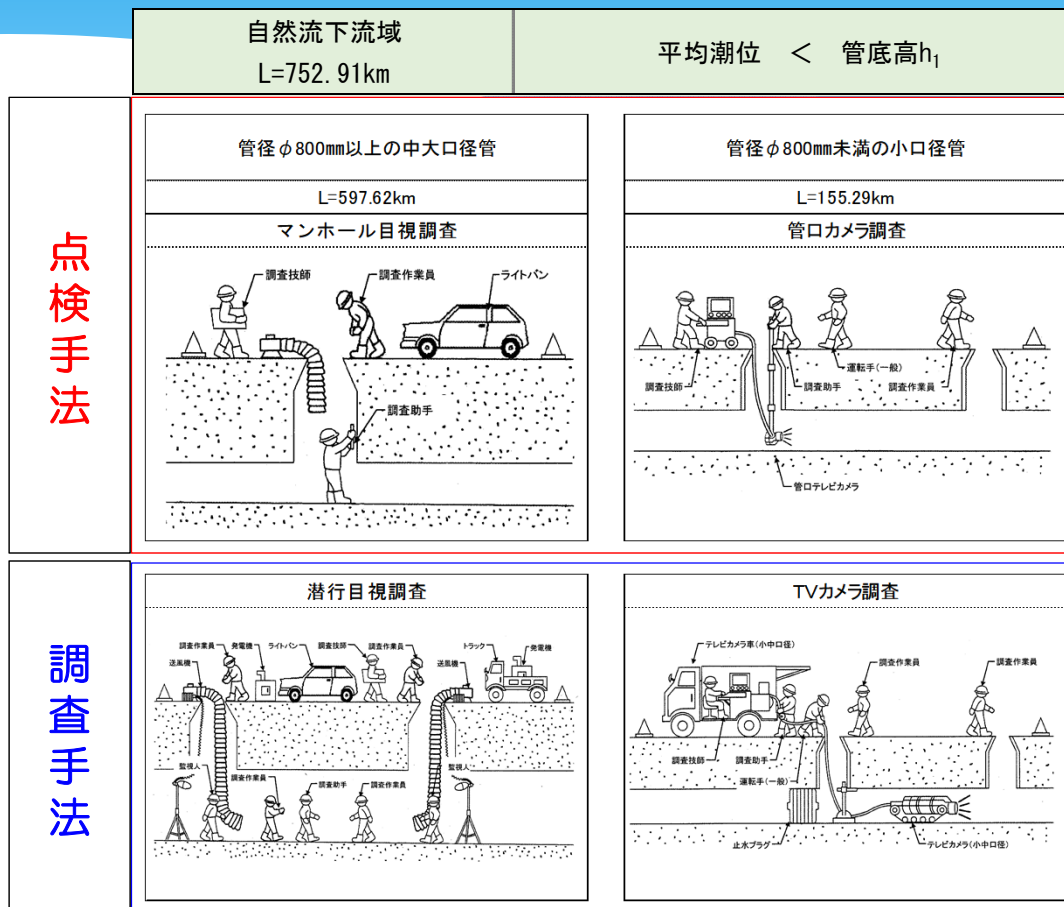 自然流下流域
L=752.91km
平均潮位 ＜ 管底高h₁
点検手法
管径φ800㎜以上の中大口径管
L=597.62km
マンホール目視調査
調査技師
調査作業員
ライトバン
調査助手
管径φ800㎜未満の小口径管
L=155.29km
管口カメラ調査
調査技師
調査助手
運転手(一般)
調査作業員
管口テレビカメラ
調査手法
潜行目視調査
調査作業員
発電機
ライトバン
調査技師
調査作業員
トラック
発電機
送風機
送風機
監視人
調査作業員
調査助手
調査作業員
監視人
TVカメラ調査
テレビカメラ車(小中口径)
調査作業員
調査作業員
調査技師
調査助手
運転手(一般)
止水プラグ
テレビカメラ(小中口径)